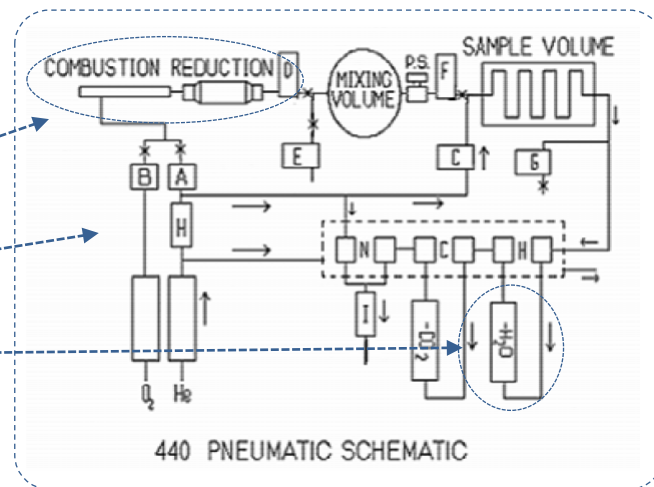 SAMPLE VOLUME
COMBUSTION REDUCTION
D
MIXING
VOLUME
P.S.
F
E
C
G
B
A
H
N
C
H
I
-CO2
-H2O
O2
He
440 PNEUMATIC SCHEMATIC